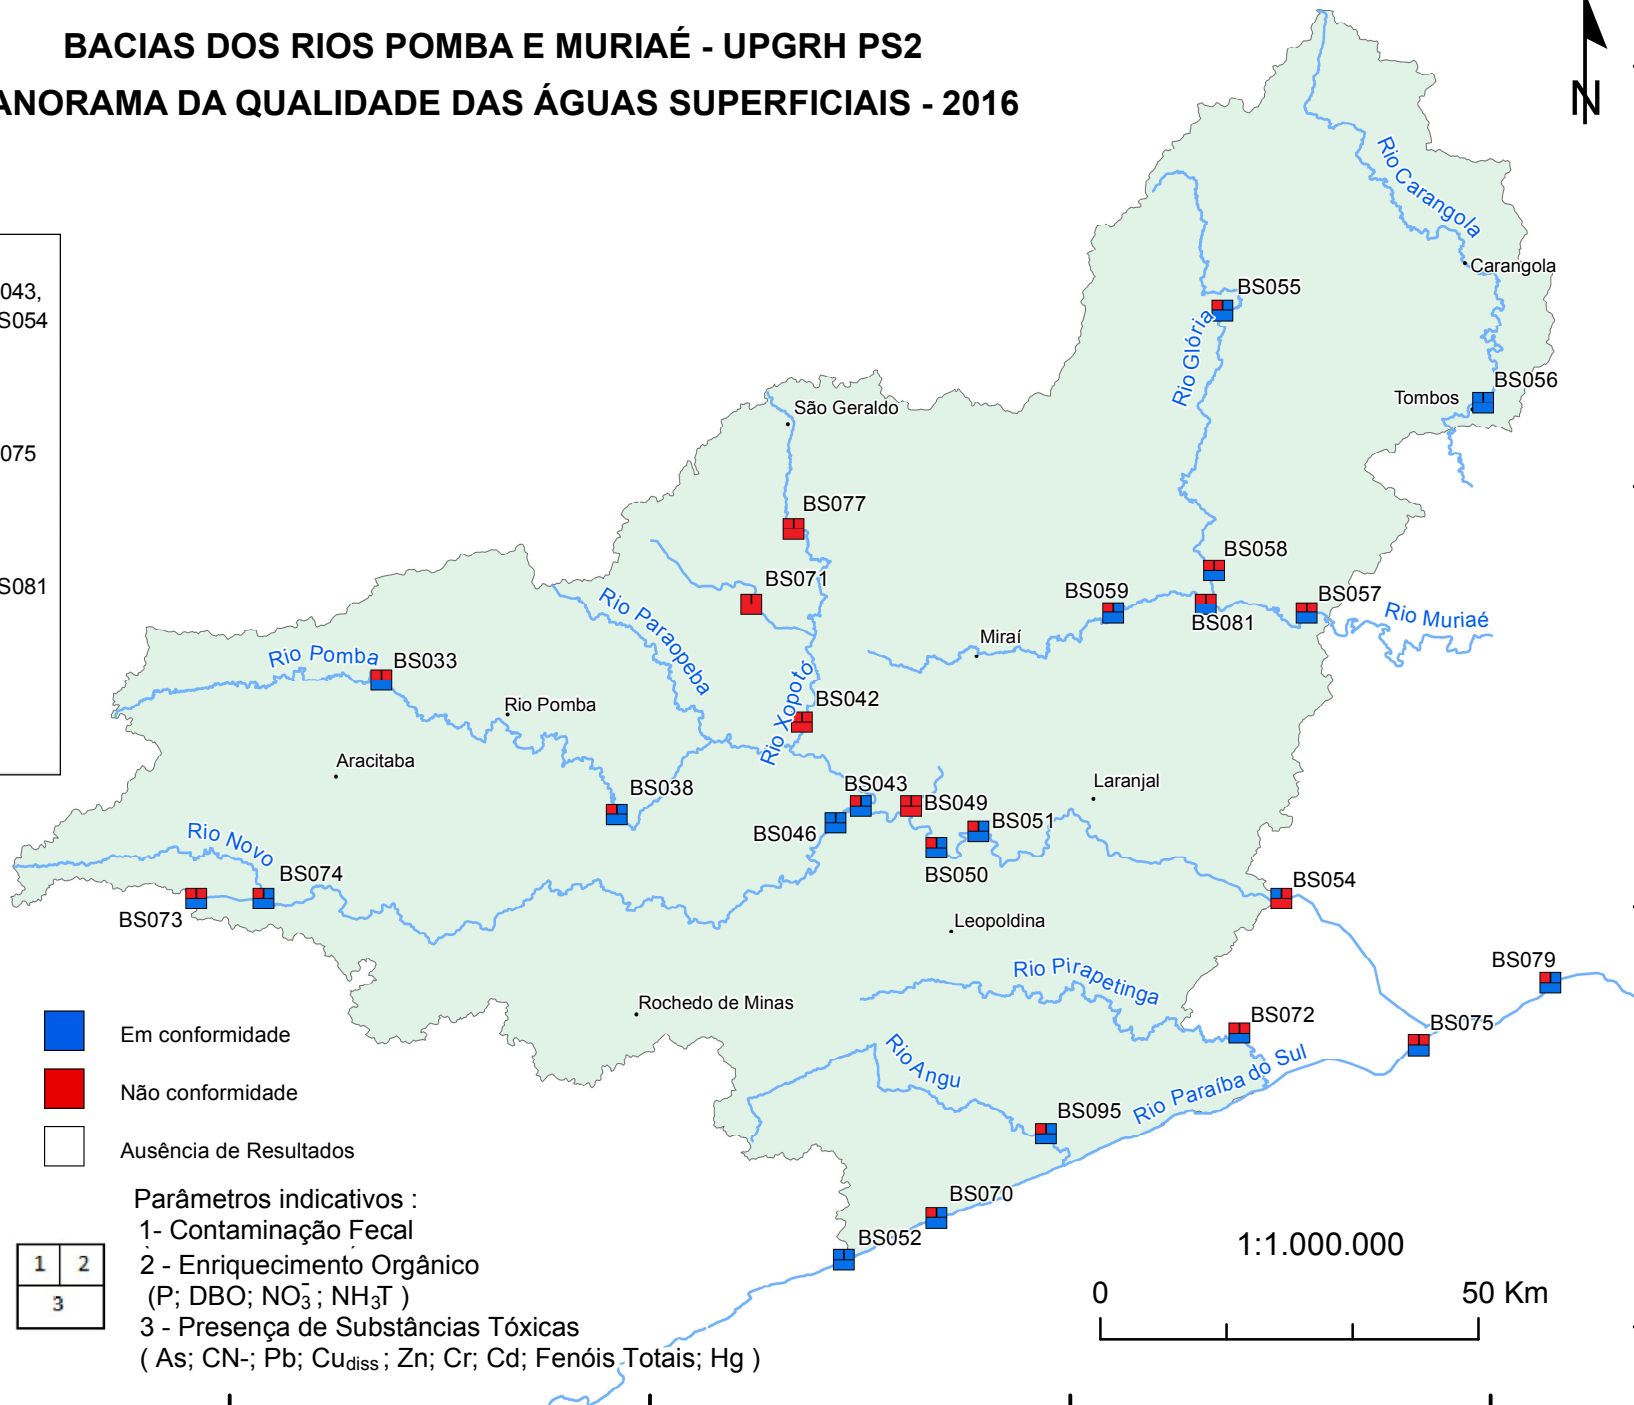 BACIAS DOS RIOS POMBA E MURIAÉ - UPGRH PS2
ANORAMA DA QUALIDADE DAS ÁGUAS SUPERFICIAIS - 2016
N
043,
S054
075
S081
Rio Carangola
Carangola
BS055
Rio Glória
BS056
Tombos
São Geraldo
BS077
BS071
BS058
BS059
BS057
BS081
Rio Muriaé
Miraí
Rio Paraopeba
Rio Pomba
BS033
Rio Pomba
Rio Xopotó
BS042
Aracitaba
BS038
BS043
BS049
Laranjal
BS046
BS051
BS050
Rio Novo
BS074
BS073
BS054
Leopoldina
BS079
Rio Pirapetinga
Rochedo de Minas
BS072
BS075
Rio Angu
Rio Paraíba do Sul
BS095
BS070
BS052
Em conformidade
Não conformidade
Ausência de Resultados
Parâmetros indicativos :
1- Contaminação Fecal
2 - Enriquecimento Orgânico
(P; DBO; NO₃⁻; NH₃T )
3 - Presença de Substâncias Tóxicas
( As; CN-; Pb; Cudiss; Zn; Cr; Cd; Fenóis Totais; Hg )
1 2
3
1:1.000.000
0 50 Km